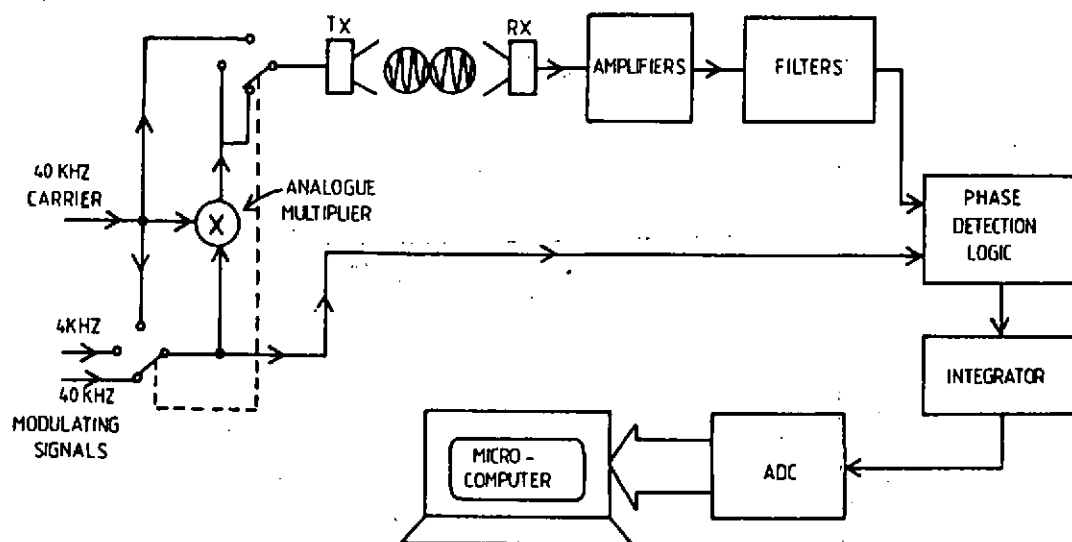 TX
RX
AMPLIFIERS
FILTERS
40 KHZ
CARRIER
ANALOGUE
MULTIPLIER
X
PHASE
DETECTION
LOGIC
4KHZ
40 KHZ
MODULATING
SIGNALS
INTEGRATOR
MICRO-
COMPUTER
ADC